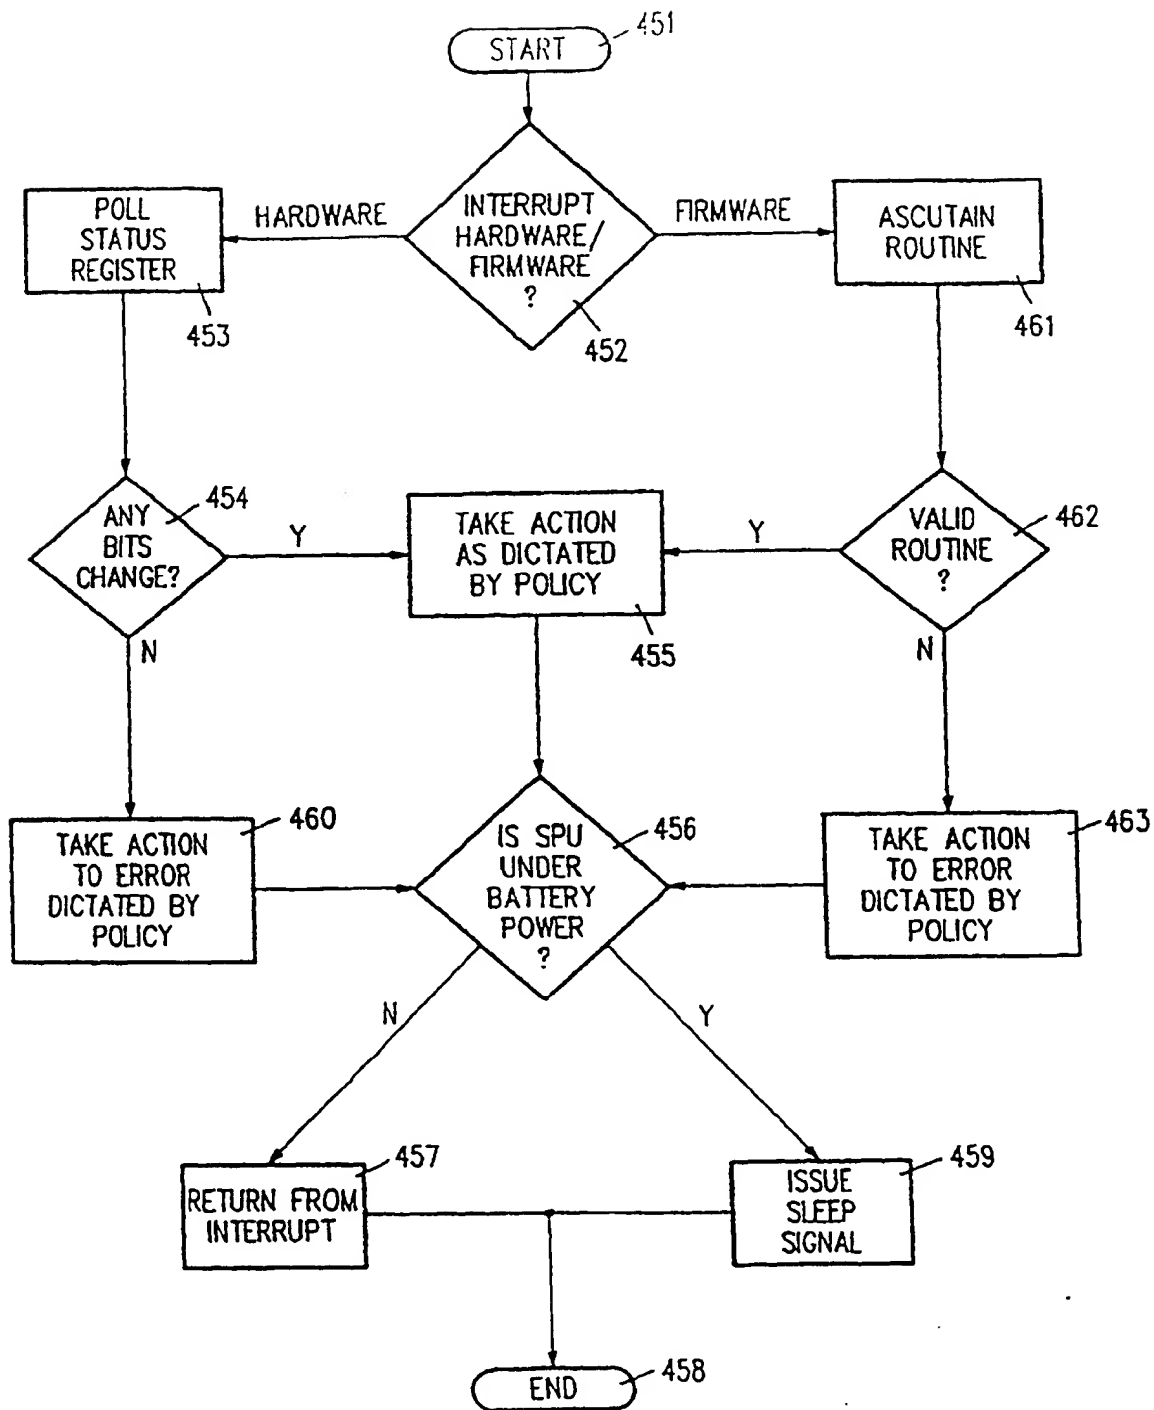 START
451
INTERRUPT
HARDWARE/
FIRMWARE
?
452
HARDWARE
FIRMWARE
POLL
STATUS
REGISTER
453
ASCUTAIN
ROUTINE
461
ANY
BITS
CHANGE?
454
Y
N
TAKE ACTION
AS DICTATED
BY POLICY
455
VALID
ROUTINE
?
462
Y
N
TAKE ACTION
TO ERROR
DICTATED BY
POLICY
460
IS SPU
UNDER
BATTERY
POWER
?
456
TAKE ACTION
TO ERROR
DICTATED BY
POLICY
463
N
Y
RETURN FROM
INTERRUPT
457
ISSUE
SLEEP
SIGNAL
459
END
458